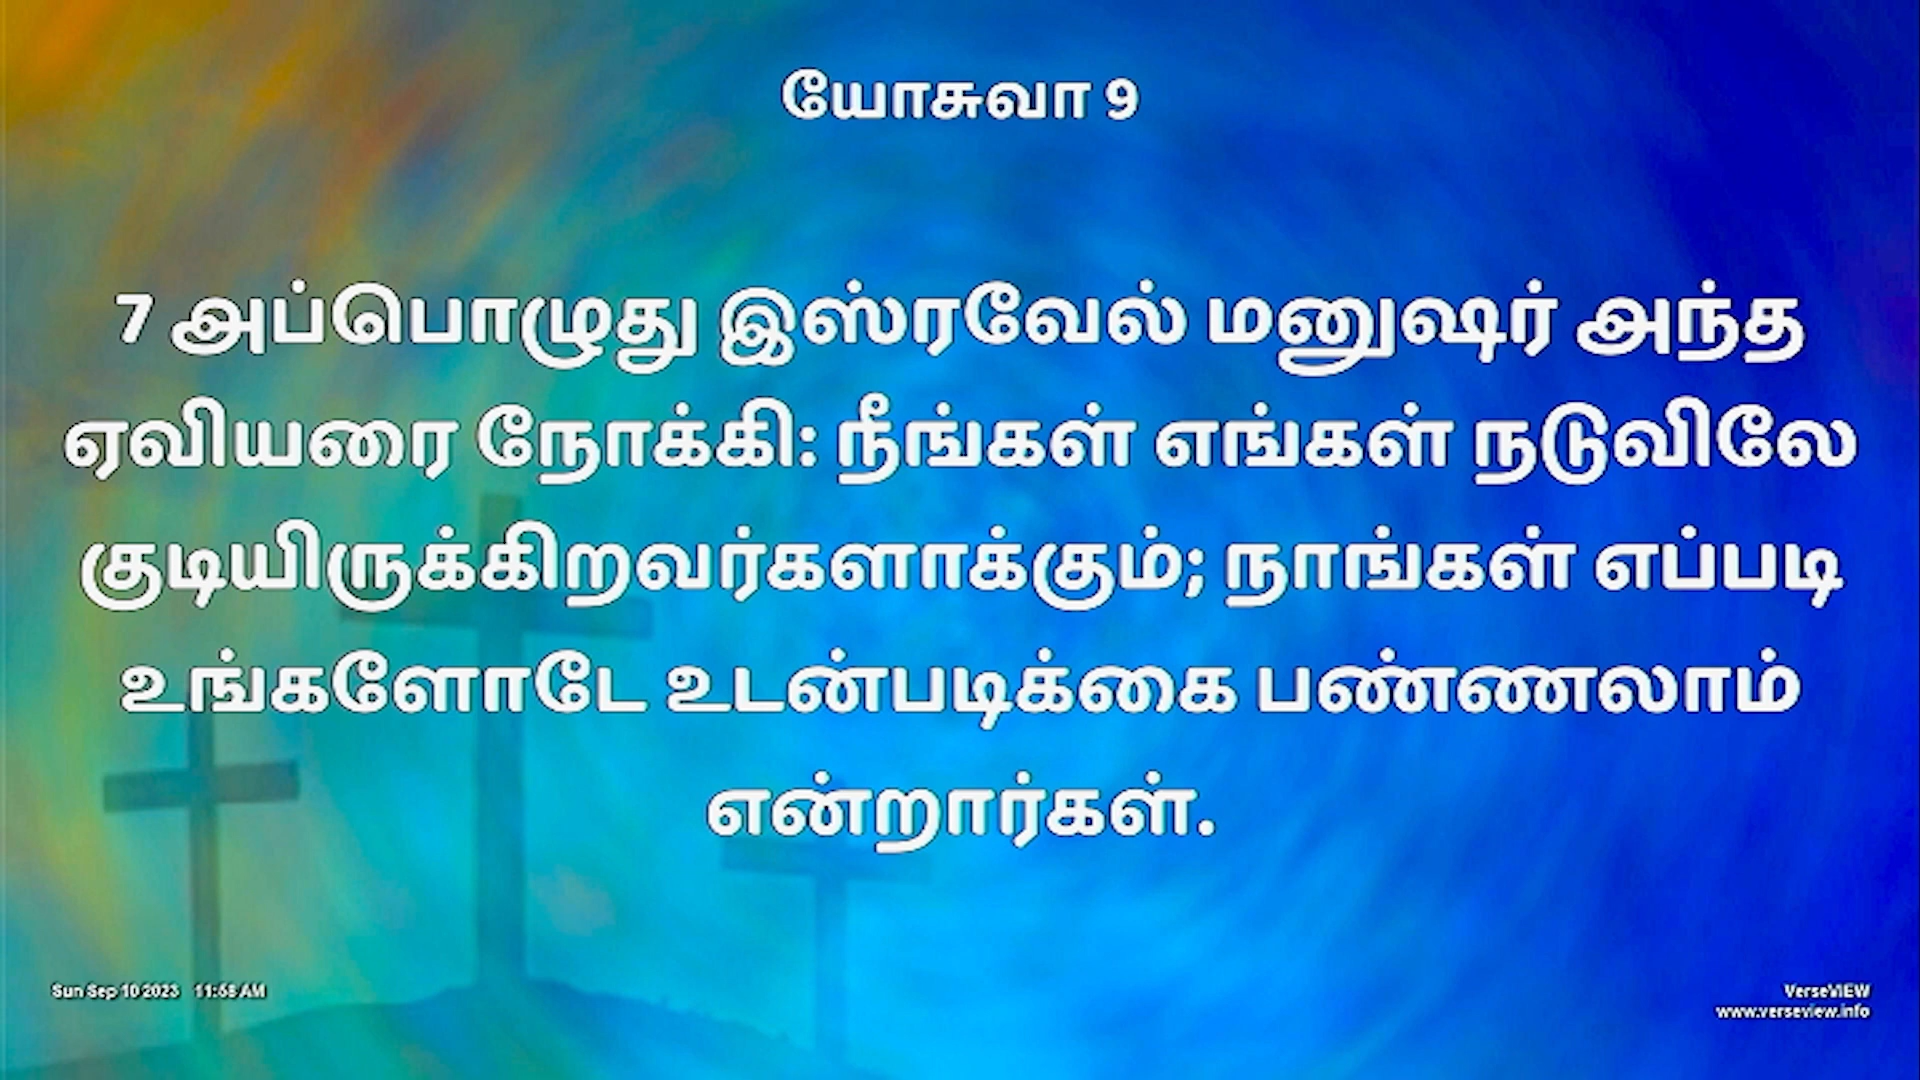 யோசுவா 9
7 அப்பொழுது இஸ்ரவேல் மனுஷர் அந்த
ஏவியரை நோக்கி: நீங்கள் எங்கள் நடுவிலே
குடியிருக்கிறவர்களாக்கும்; நாங்கள் எப்படி
உங்களோடே உடன்படிக்கை பண்ணலாம்
என்றார்கள்.
Sun Sep 10 2023 11:58 AM
VerseVIEW
www.verseview.info